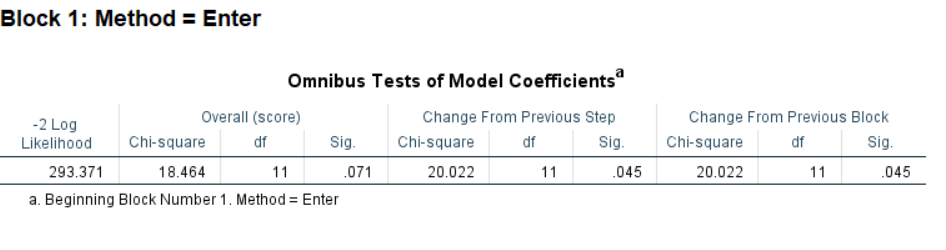 Block 1: Method = Enter
Omnibus Tests of Model Coefficientsa
-2 Log Likelihood Overall (score) Change From Previous Step Change From Previous Block
Chi-square df Sig. Chi-square df Sig. Chi-square df Sig.
293.371 18.464 11 .071 20.022 11 .045 20.022 11 .045
a. Beginning Block Number 1. Method = Enter